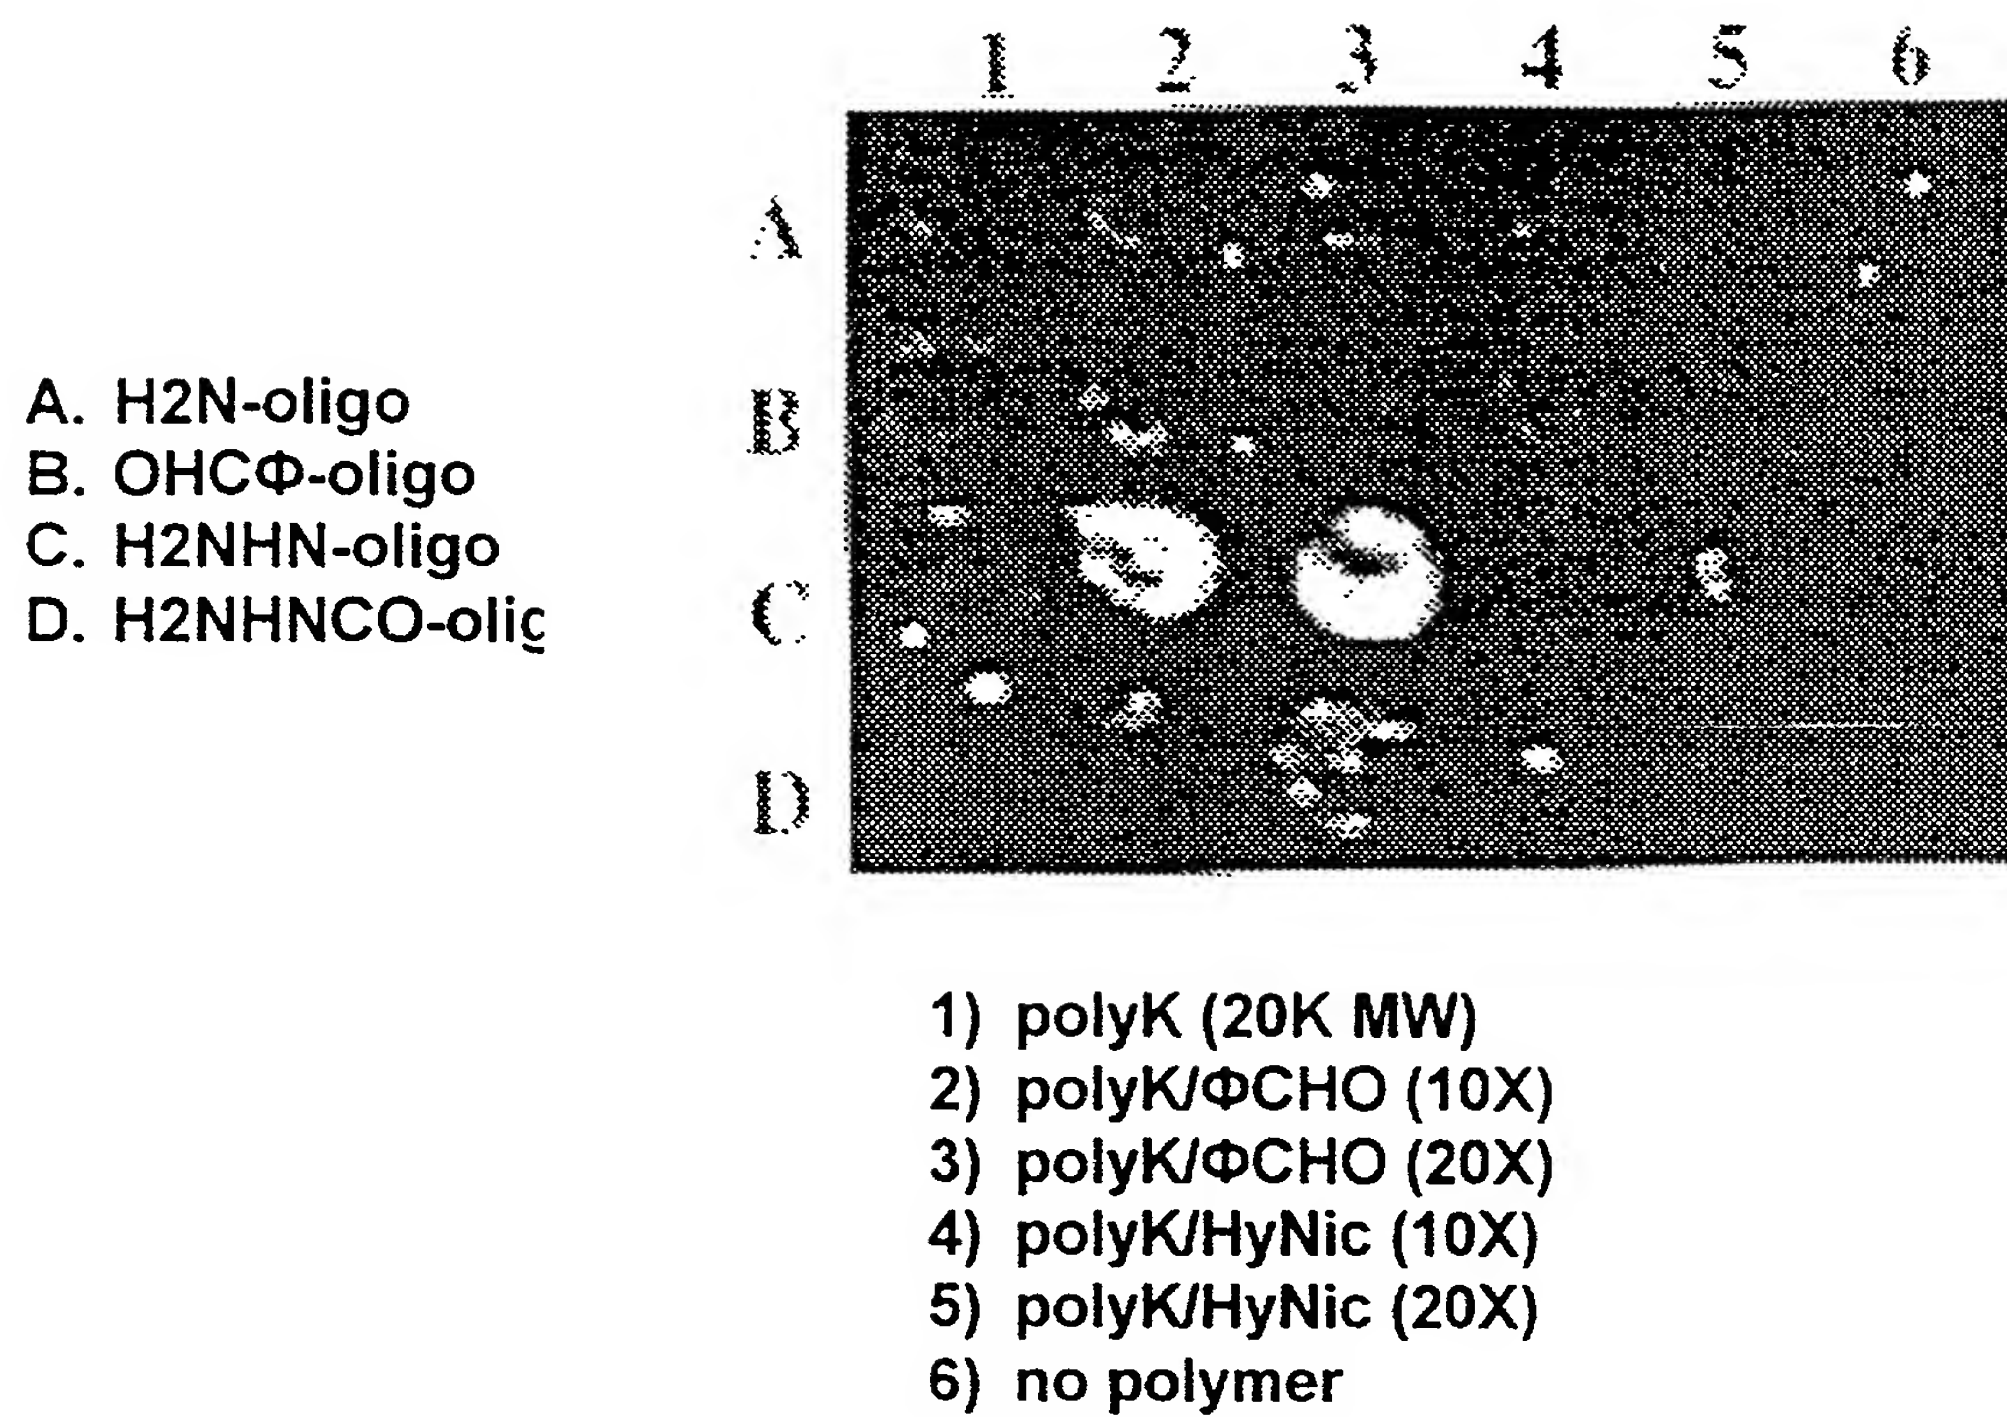 1 2 3 4 5 6
A
B
C
D
A. H2N-oligo
B. OHCΦ-oligo
C. H2NHN-oligo
D. H2NHNCO-olig
1) polyK (20K MW)
2) polyK/ΦCHO (10X)
3) polyK/ΦCHO (20X)
4) polyK/HyNic (10X)
5) polyK/HyNic (20X)
6) no polymer